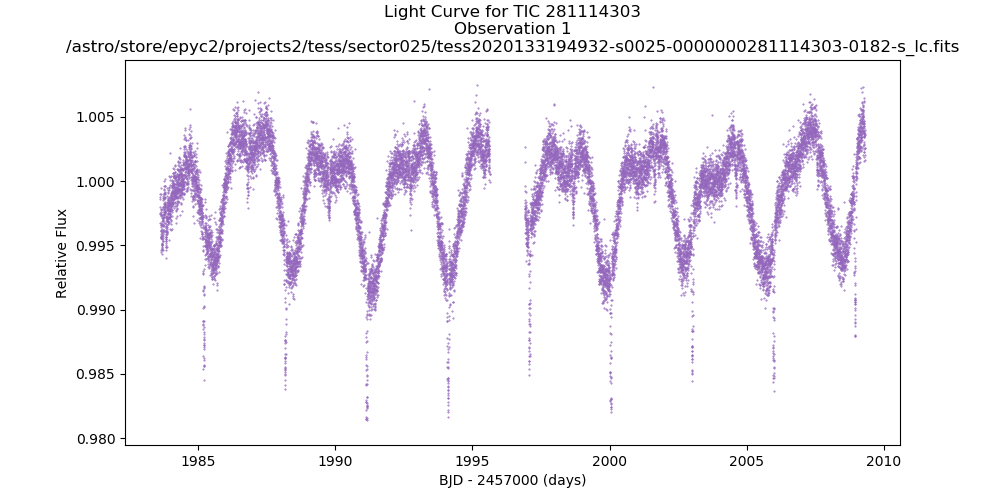 Light Curve for TIC 281114303
Observation 1
/astro/store/epyc2/projects2/tess/sector025/tess2020133194932-s0025-0000000281114303-0182-s_lc.fits
1.005
1.000
0.995
0.990
0.985
0.980
Relative Flux
1985
1990
1995
2000
2005
2010
BJD - 2457000 (days)